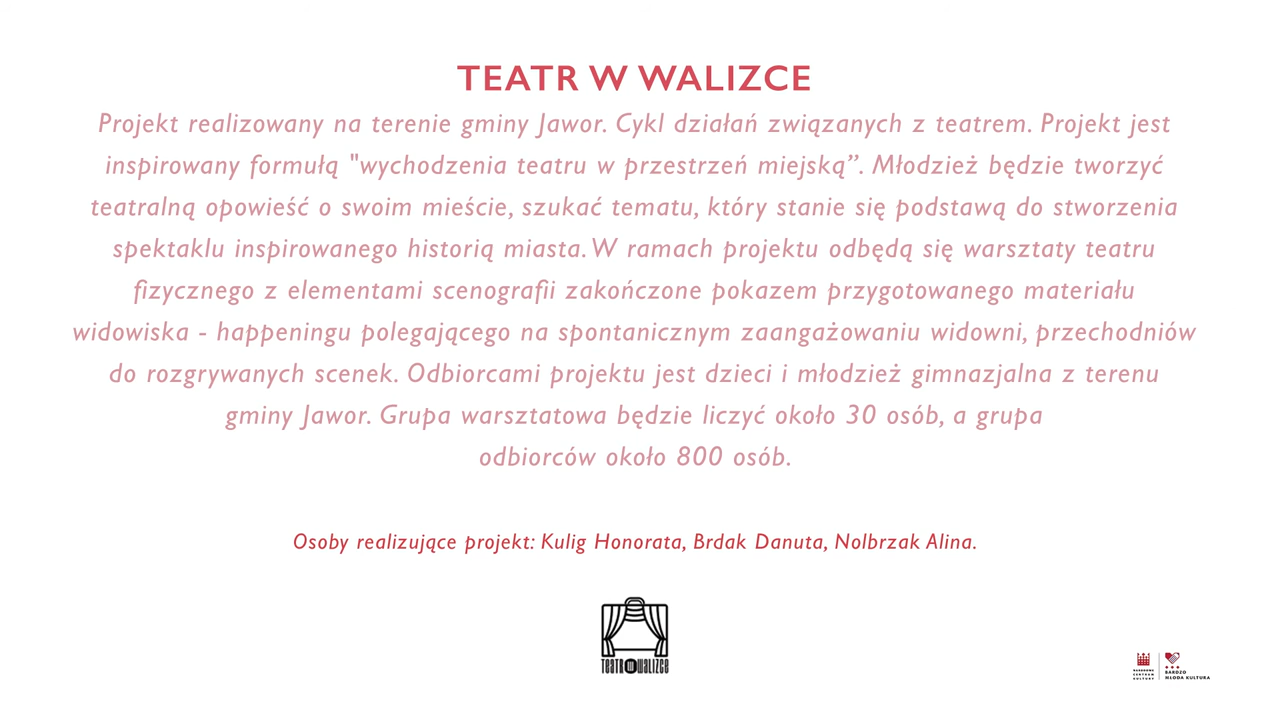 TEATR W WALIZCE
Projekt realizowany na terenie gminy Jawor. Cykl działań związanych z teatrem. Projekt jest
inspirowany formułą "wychodzenia teatru w przestrzeń miejską”. Młodzież będzie tworzyć
teatralną opowieść o swoim mieście, szukać tematu, który stanie się podstawą do stworzenia
spektaklu inspirowanego historią miasta. W ramach projektu odbędą się warsztaty teatru
fizycznego z elementami scenografii zakończone pokazem przygotowanego materiału
widowiska - happeningu polegającego na spontanicznym zaangażowaniu widowni, przechodniów
do rozgrywanych scenek. Odbiorcami projektu jest dzieci i młodzież gimnazjalna z terenu
gminy Jawor. Grupa warsztatowa będzie liczyć około 30 osób, a grupa
odbiorców około 800 osób.
Osoby realizujące projekt: Kulig Honorata, Brdak Danuta, Nolbrzak Alina.
TEATR W WALIZCE
CENTRUM
KULTURY
BARDZO
MŁODA KULTURA